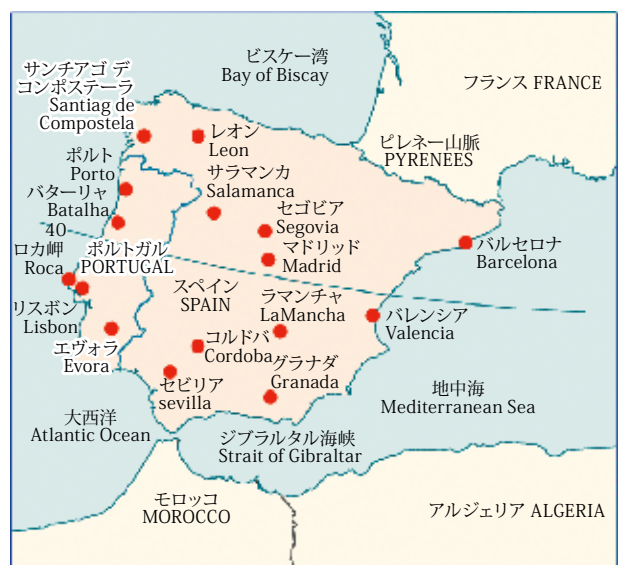 ビスケー湾
Bay of Biscay
フランス FRANCE
サンチアゴ デ
コンポステーラ
Santiag de
Compostela
レオン
Leon
ピレネー山脈
PYRENEES
ポルト
Porto
サラマンカ
Salamanca
バターリャ
Batalha
セゴビア
Segovia
40
マドリッド
Madrid
バルセロナ
Barcelona
ロカ岬
Roca
ポルトガル
PORTUGAL
スペイン
SPAIN
ラマンチャ
LaMancha
リスボン
Lisbon
バレンシア
Valencia
エヴォラ
Evora
コルドバ
Cordoba
グラナダ
Granada
セビリア
sevilla
地中海
Mediterranean Sea
大西洋
Atlantic Ocean
ジブラルタル海峡
Strait of Gibraltar
モロッコ
MOROCCO
アルジェリア ALGERIA